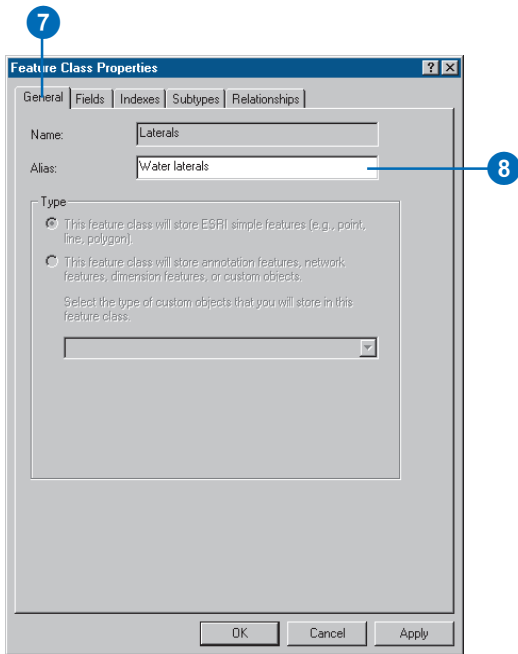 7
Feature Class Properties
General Fields Indexes Subtypes Relationships
Name: Laterals
Alias: Water laterals
8
Type
This feature class will store ESRI simple features (e.g., point,
line, polygon).
This feature class will store annotation features, network
features, dimension features, or custom objects.
Select the type of custom objects that you will store in this
feature class.
OK Cancel Apply